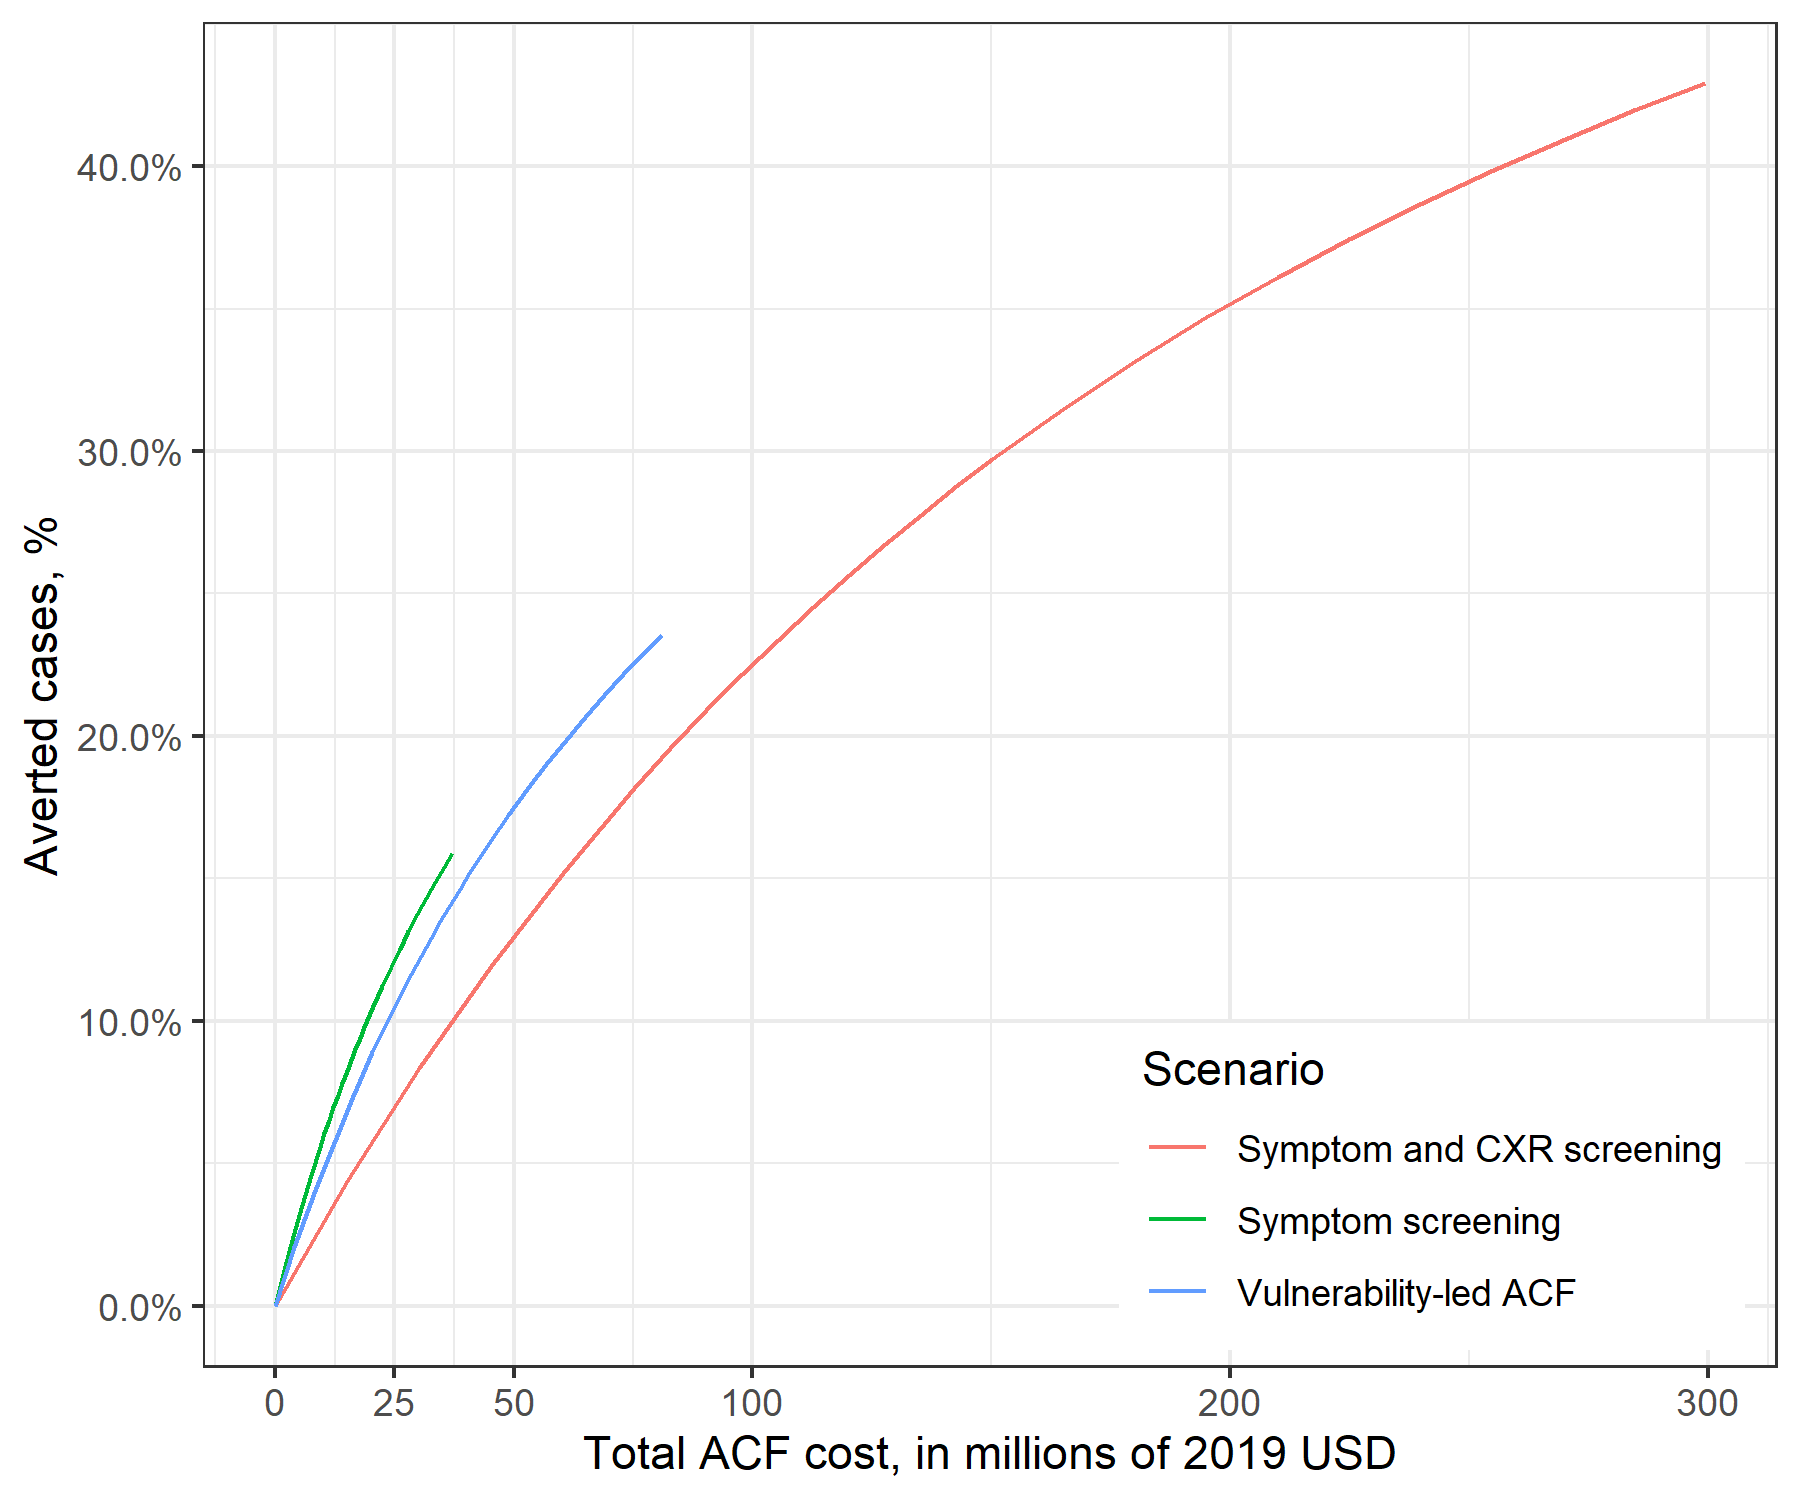 40.0%
30.0%
20.0%
10.0%
0.0%
Averted cases, %
Scenario
Symptom and CXR screening
Symptom screening
Vulnerability-led ACF
0 25 50 100 200 300
Total ACF cost, in millions of 2019 USD